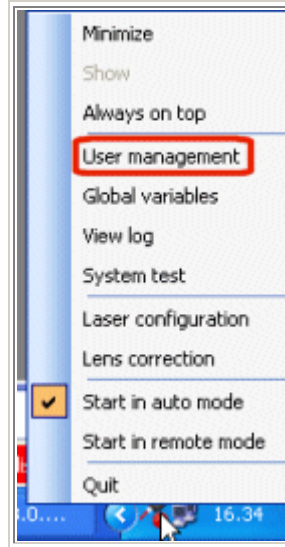 Minimize
Show
Always on top
User management
Global variables
View log
System test
Laser configuration
Lens correction
Start in auto mode
Start in remote mode
Quit
.0....
16.34